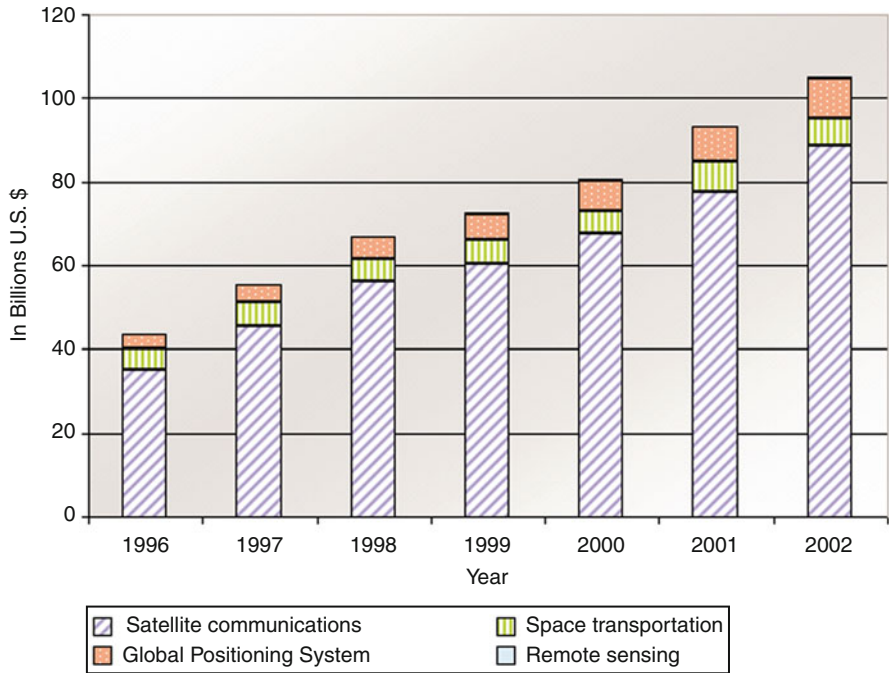 In Billions U.S. $
120
100
80
60
40
20
0
1996 1997 1998 1999 2000 2001 2002
Year
Satellite communications Space transportation
Global Positioning System Remote sensing